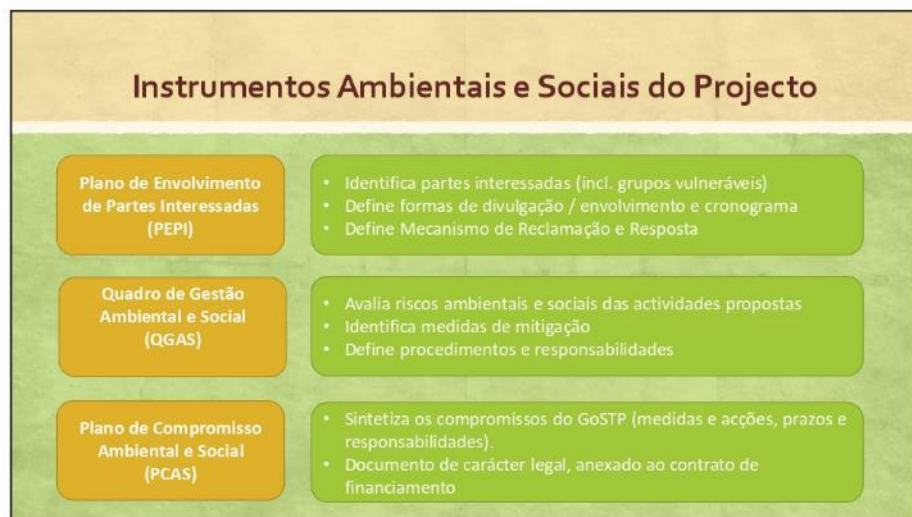 Instrumentos Ambientais e Sociais do Projecto
Plano de Envolvimento
de Partes Interessadas
(PEPI)
• Identifica partes interessadas (incl. grupos vulneráveis)
• Define formas de divulgação / envolvimento e cronograma
• Define Mecanismo de Reclamação e Resposta
Quadro de Gestão
Ambiental e Social
(QGAS)
• Avalia riscos ambientais e sociais das actividades propostas
• Identifica medidas de mitigação
• Define procedimentos e responsabilidades
Plano de Compromisso
Ambiental e Social
(PCAS)
• Sintetiza os compromissos do GoSTP (medidas e acções, prazos e
responsabilidades).
• Documento de carácter legal, anexado ao contrato de
financiamento